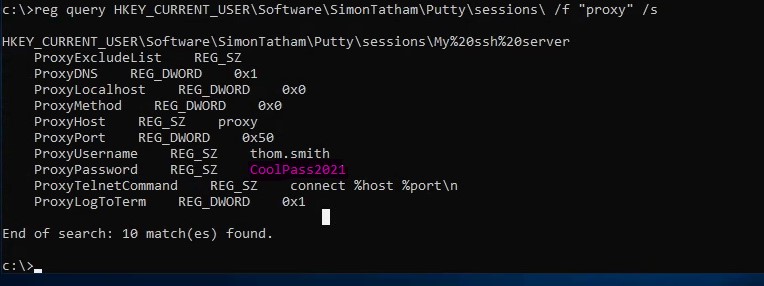 c:\>reg query HKEY_CURRENT_USER\Software\SimonTatham\Putty\sessions\ /f "proxy" /s
HKEY_CURRENT_USER\Software\SimonTatham\Putty\sessions\My%20ssh%20server
ProxyExcludeList    REG_SZ
ProxyDNS    REG_DWORD    0x1
ProxyLocalhost    REG_DWORD    0x0
ProxyMethod    REG_DWORD    0x0
ProxyHost    REG_SZ    proxy
ProxyPort    REG_DWORD    0x50
ProxyUsername    REG_SZ    thom.smith
ProxyPassword    REG_SZ    CoolPass2021
ProxyTelnetCommand    REG_SZ    connect %host %port\n
ProxyLogToTerm    REG_DWORD    0x1
End of search: 10 match(es) found.
c:\>